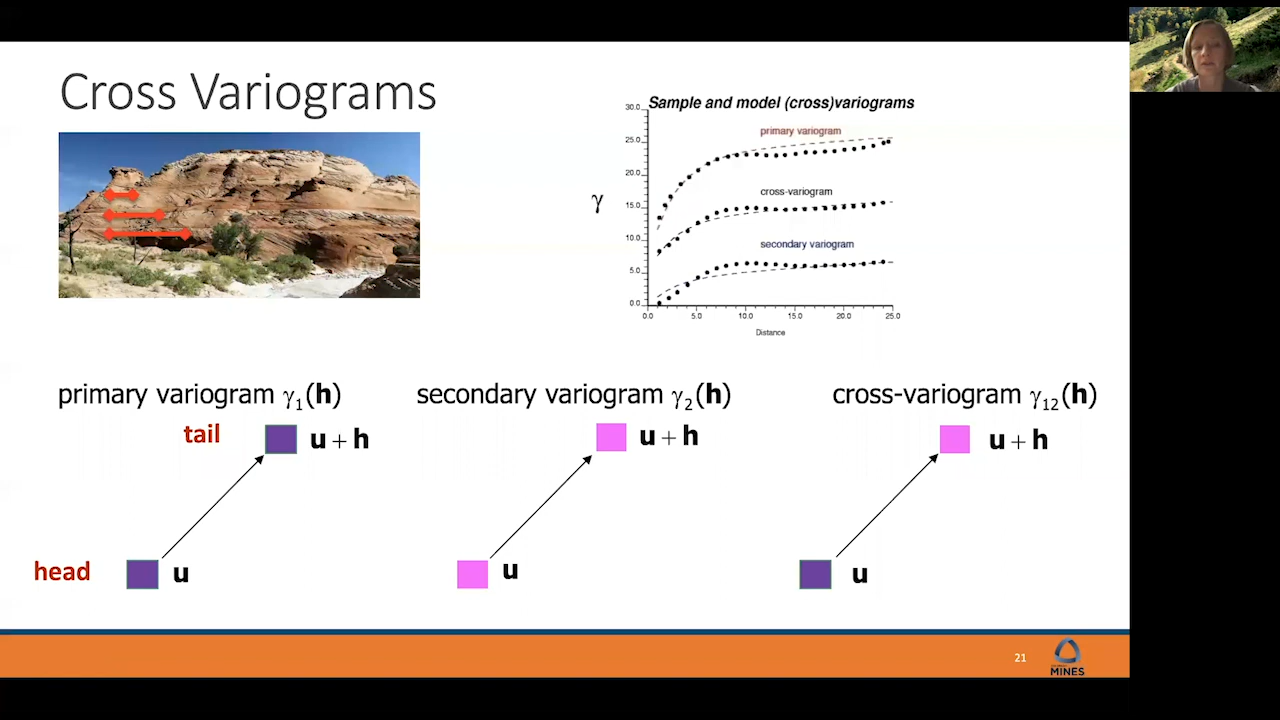 Cross Variograms
Sample and model (cross)variograms
γ
30.0
25.0
20.0
15.0
10.0
5.0
0.0
primary variogram
cross-variogram
secondary variogram
0.0 5.0 10.0 15.0 20.0 25.0
Distance
primary variogram γ1(h)
secondary variogram γ2(h)
cross-variogram γ12(h)
tail
u + h
u + h
u + h
head
u
u
u
21
MINES